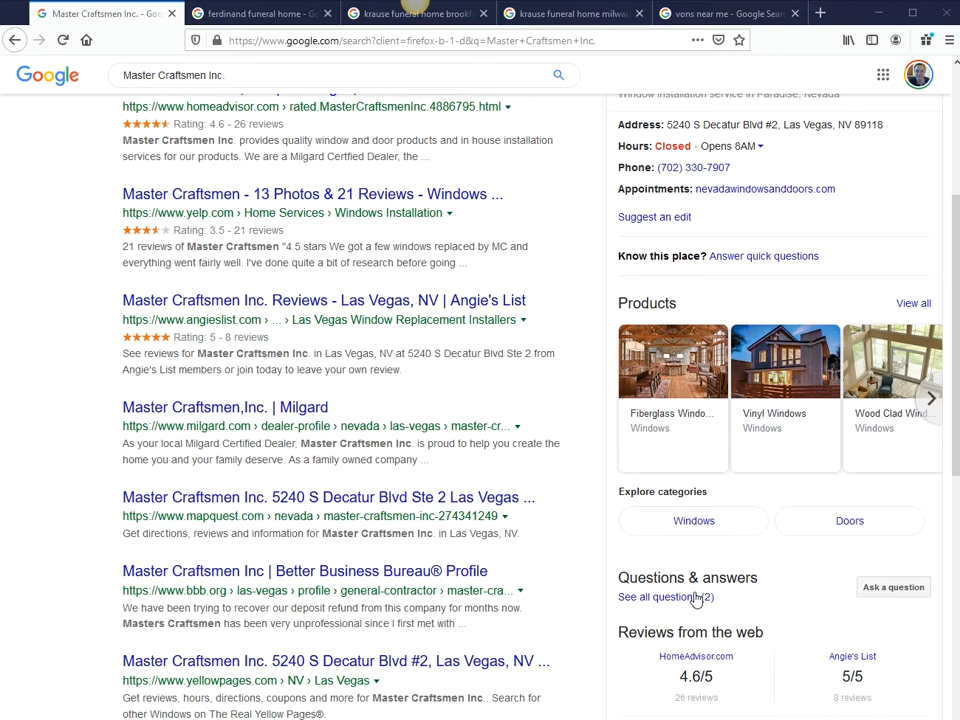 Master Craftsmen Inc. - Goo
ferdinand funeral home - Go
krause funeral home brookf
krause funeral home milwau
vons near me - Google Sear
https://www.google.com/search?client=firefox-b-1-d&q=Master+Craftsmen+Inc.
Google
Master Craftsmen Inc.
https://www.homeadvisor.com › rated.MasterCraftsmenInc.4886795.html
Rating: 4.6 - 26 reviews
Master Craftsmen Inc. provides quality window and door products and in house installation
services for our products. We are a Milgard Certfied Dealer, the ...
Master Craftsmen - 13 Photos & 21 Reviews - Windows ...
https://www.yelp.com › Home Services › Windows Installation
Rating: 3.5 - 21 reviews
21 reviews of Master Craftsmen "4.5 stars We got a few windows replaced by MC and
everything went fairly well. I've done quite a bit of research before going ...
Master Craftsmen Inc. Reviews - Las Vegas, NV | Angie's List
https://www.angieslist.com › ... › Las Vegas Window Replacement Installers
Rating: 5 - 8 reviews
See reviews for Master Craftsmen Inc. in Las Vegas, NV at 5240 S Decatur Blvd Ste 2 from
Angie's List members or join today to leave your own review.
Master Craftsmen,Inc. | Milgard
https://www.milgard.com › dealer-profile › nevada › las-vegas › master-cr...
As your local Milgard Certified Dealer, Master Craftsmen Inc. is proud to help you create the
home you and your family deserve. As a family owned company ...
Master Craftsmen Inc. 5240 S Decatur Blvd Ste 2 Las Vegas ...
https://www.mapquest.com › nevada › master-craftsmen-inc-274341249
Get directions, reviews and information for Master Craftsmen Inc. in Las Vegas, NV.
Master Craftsmen Inc | Better Business Bureau® Profile
https://www.bbb.org › las-vegas › profile › general-contractor › master-cra...
We have been trying to recover our deposit refund from this company for months now.
Masters Craftsmen has been very unprofessional since I first met with ...
Master Craftsmen Inc. 5240 S Decatur Blvd #2, Las Vegas, NV ...
https://www.yellowpages.com › NV › Las Vegas
Get reviews, hours, directions, coupons and more for Master Craftsmen Inc.. Search for
other Windows on The Real Yellow Pages®.
Window installation service in Paradise, Nevada
Address: 5240 S Decatur Blvd #2, Las Vegas, NV 89118
Hours: Closed · Opens 8AM
Phone: (702) 330-7907
Appointments: nevadawindowsanddoors.com
Suggest an edit
Know this place? Answer quick questions
Products
View all
Fiberglass Windo...
Windows
Vinyl Windows
Windows
Wood Clad Wind...
Windows
Explore categories
Windows
Doors
Questions & answers
See all questions (2)
Ask a question
Reviews from the web
HomeAdvisor.com
4.6/5
26 reviews
Angie's List
5/5
8 reviews